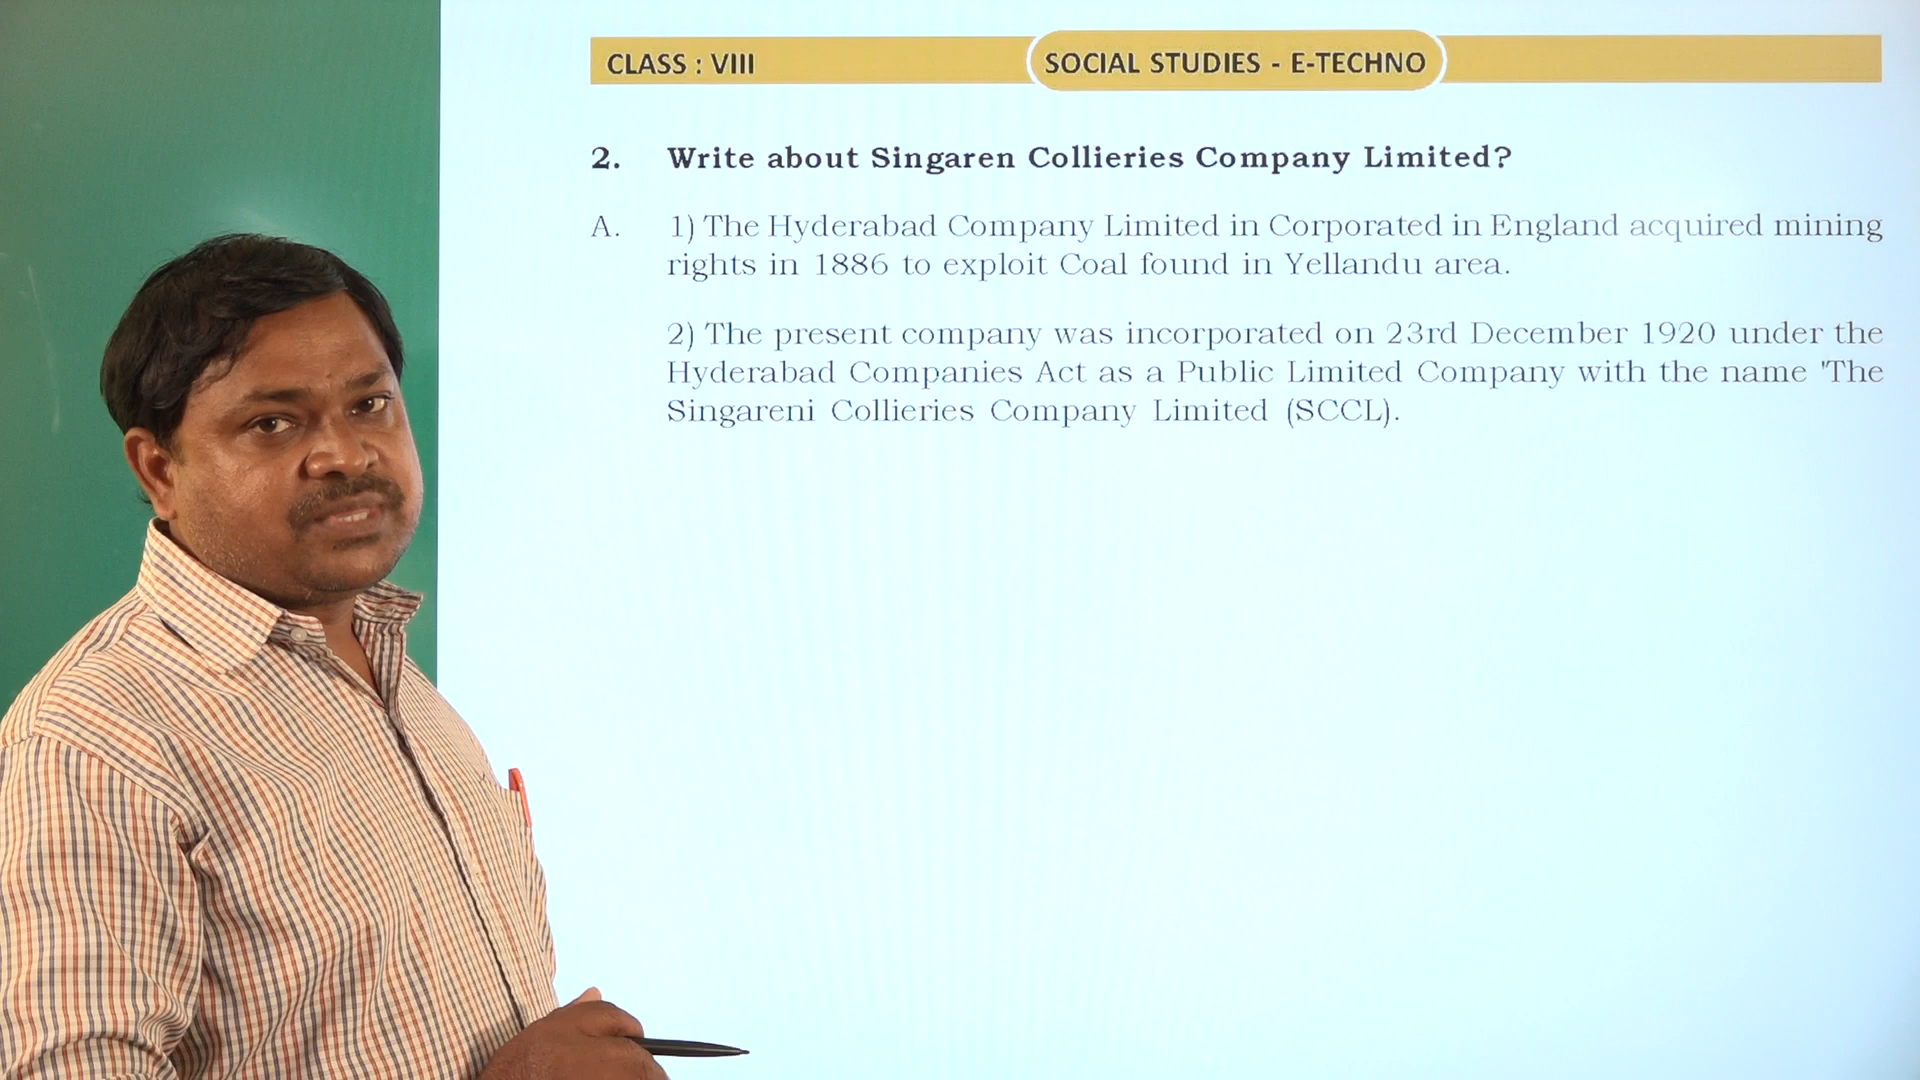 CLASS : VIII
SOCIAL STUDIES - E-TECHNO
2. Write about Singaren Collieries Company Limited?
A. 1) The Hyderabad Company Limited in Corporated in England acquired mining
rights in 1886 to exploit Coal found in Yellandu area.
2) The present company was incorporated on 23rd December 1920 under the
Hyderabad Companies Act as a Public Limited Company with the name 'The
Singareni Collieries Company Limited (SCCL).